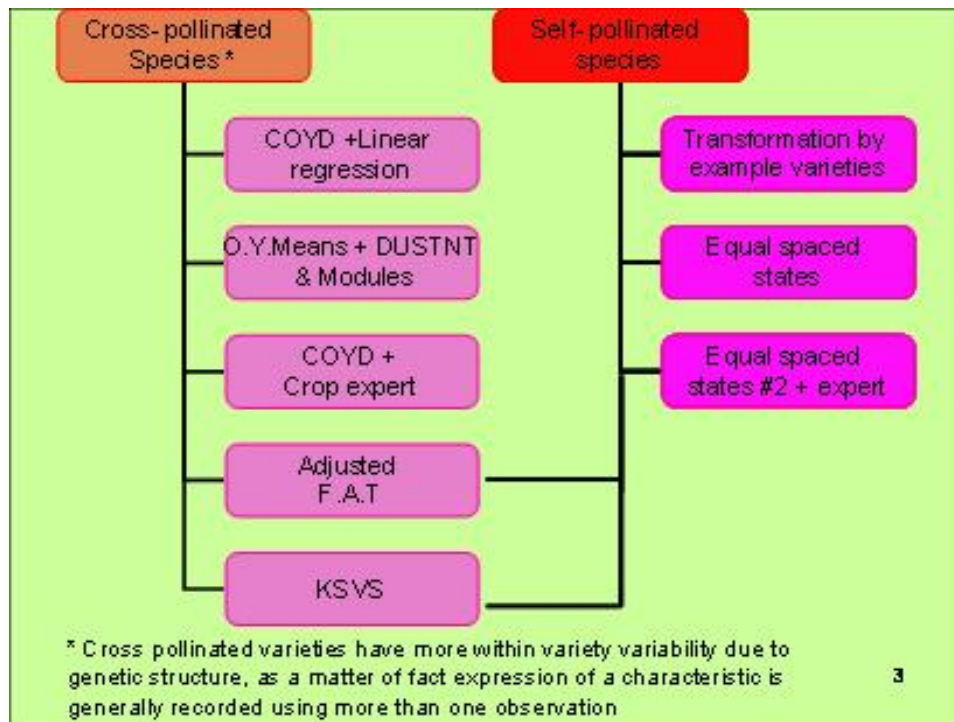 Cross-pollinated
Species *
Self-pollinated
species
COYD +Linear
regression
Transformation by
example varieties
O.Y.Means + DUSTNT
& Modules
Equal spaced
states
COYD +
Crop expert
Equal spaced
states #2 + expert
Adjusted
F.A.T
KSVS
* Cross pollinated varieties have more within variety variability due to
genetic structure, as a matter of fact expression of a characteristic is
generally recorded using more than one observation
3